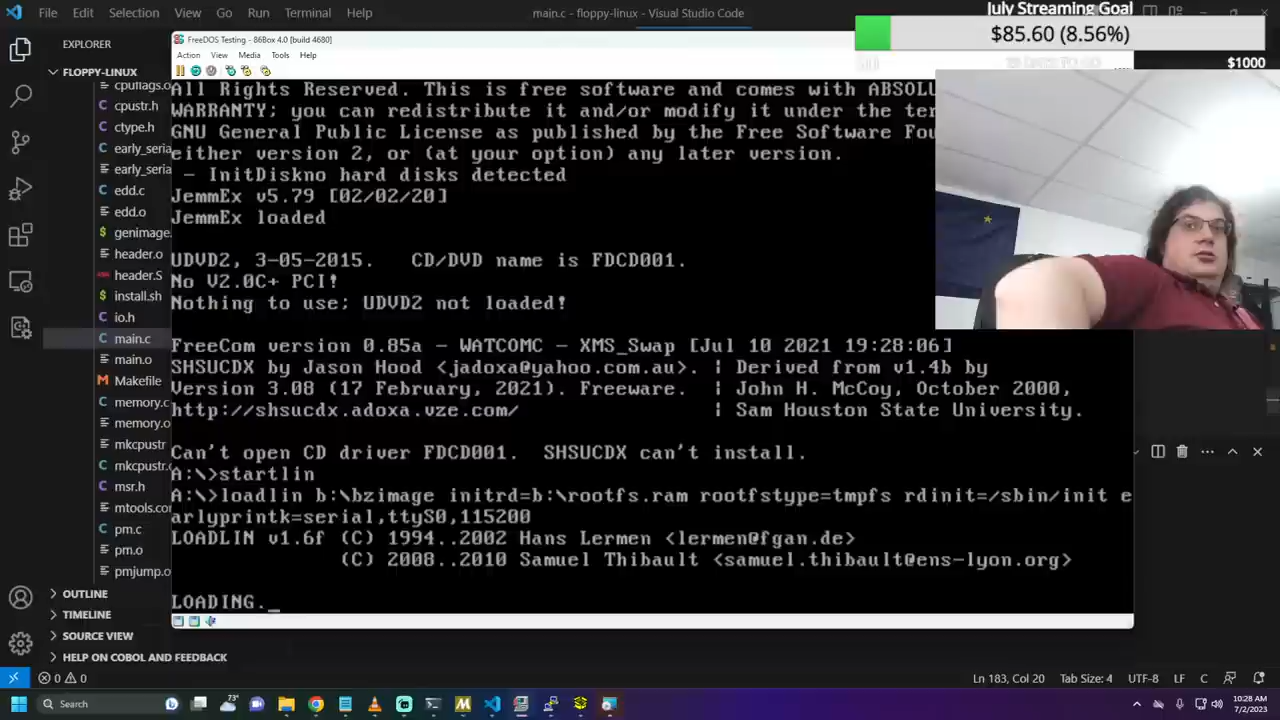 File Edit Selection View Go Run Terminal Help
main.c - floppy-linux - Visual Studio Code
July Streaming Goal
$85.60 (8.56%)
$1000
EXPLORER
FLOPPY-LINUX
cpuflags.o
cpustr.h
ctype.h
early_seria
early_seria
edd.c
edd.o
genimage.
header.o
header.S
install.sh
io.h
main.c
main.o
Makefile
memory.c
memory.o
mkcpustr
mkcpustr.
msr.h
mtools.con
pm.c
pm.o
pmjump.o
OUTLINE
TIMELINE
SOURCE VIEW
HELP ON COBOL AND FEEDBACK
FreeDOS Testing - 86Box 4.0 [build 4680]
Action View Media Tools Help
All Rights Reserved. This is free software and comes with ABSOLU
WARRANTY; you can redistribute it and/or modify it under the ter
GNU General Public License as published by the Free Software Fou
either version 2, or (at your option) any later version.
- InitDiskno hard disks detected
JemmEx v5.79 [02/02/20]
JemmEx loaded
UDVD2, 3-05-2015. CD/DVD name is FDCD001.
No V2.0C+ PCI!
Nothing to use; UDVD2 not loaded!
FreeCom version 0.85a - WATCOMC - XMS_Swap [Jul 10 2021 19:28:06]
SHSUCDX by Jason Hood <jadoxa@yahoo.com.au>. | Derived from v1.4b by
Version 3.08 (17 February, 2021). Freeware. | John H. McCoy, October 2000,
http://shsucdx.adoxa.vze.com/ | Sam Houston State University.
Can't open CD driver FDCD001. SHSUCDX can't install.
A:\>startlin
A:\>loadlin b:\bzimage initrd=b:\rootfs.ram rootfstype=tmpfs rdinit=/sbin/init e
arlyprintk=serial,ttyS0,115200
LOADLIN v1.6f (C) 1994..2002 Hans Lermen <lermen@fgan.de>
(C) 2008..2010 Samuel Thibault <samuel.thibault@ens-lyon.org>
LOADING._
0 0
Ln 183, Col 20 Tab Size: 4 UTF-8 LF C
Search
73°
10:28 AM
7/2/2023